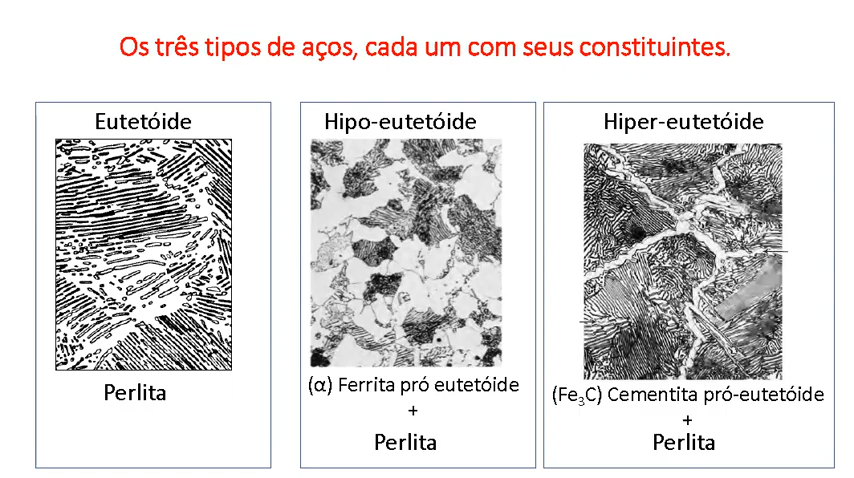 Os três tipos de aços, cada um com seus constituintes.
Eutetóide
Perlita
Hipo-eutetóide
(α) Ferrita pró eutetóide
+
Perlita
Hiper-eutetóide
(Fe₃C) Cementita pró-eutetóide
+
Perlita